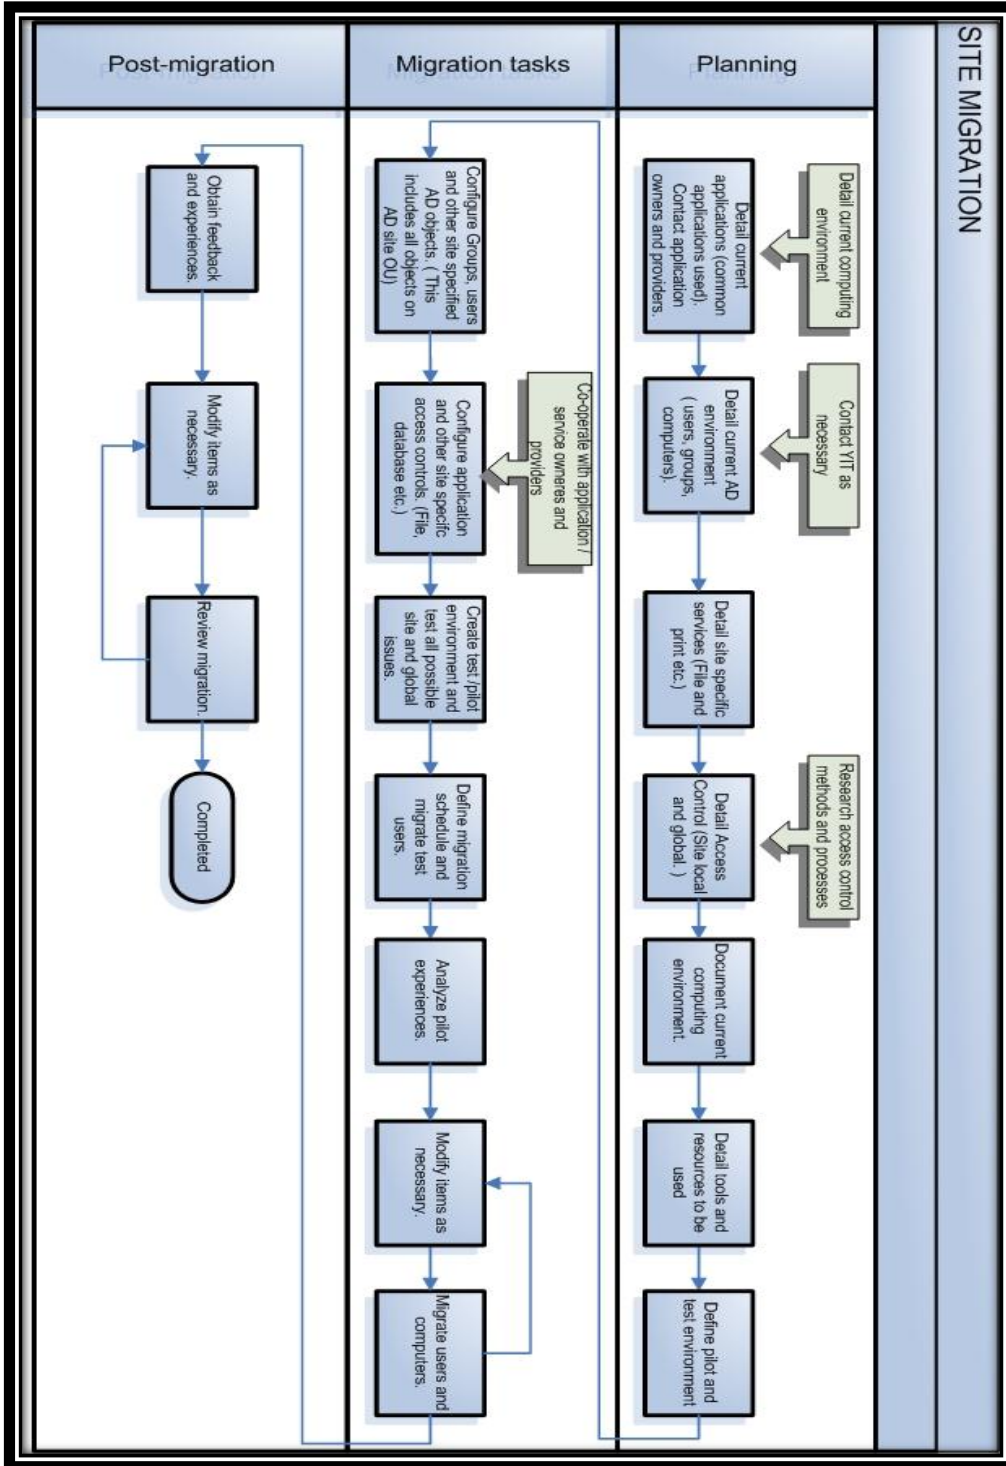 SITE MIGRATION
Planning
Detail current computing
environment
Contact YIT as
necessary
Research access control
methods and processes
Detail current
applications (common
applications used).
Contact application
owners and providers.
Detail current AD
environment
( users, groups,
computers).
Detail site specific
services (File and
print etc.)
Detail Access
Control (Site local
and global. )
Document current
computing
environment.
Detail tools and
resources to be
used
Define pilot and
test environment
Migration tasks
Co-operate with application /
service owneres and
providers
Configure Groups, users
and other site specified
AD objects. ( This
includes all objects on
AD site OU)
Configure application
and other site specifc
access controls. (File,
database etc.)
Create test /pilot
environment and
test all possible
site and global
issues.
Define migration
schedule and
migrate test
users.
Analyze pilot
experiences.
Modify items as
necessary.
Migrate users and
computers.
Post-migration
Obtain feedback
and experiences.
Modify items as
necessary.
Review migration.
Completed